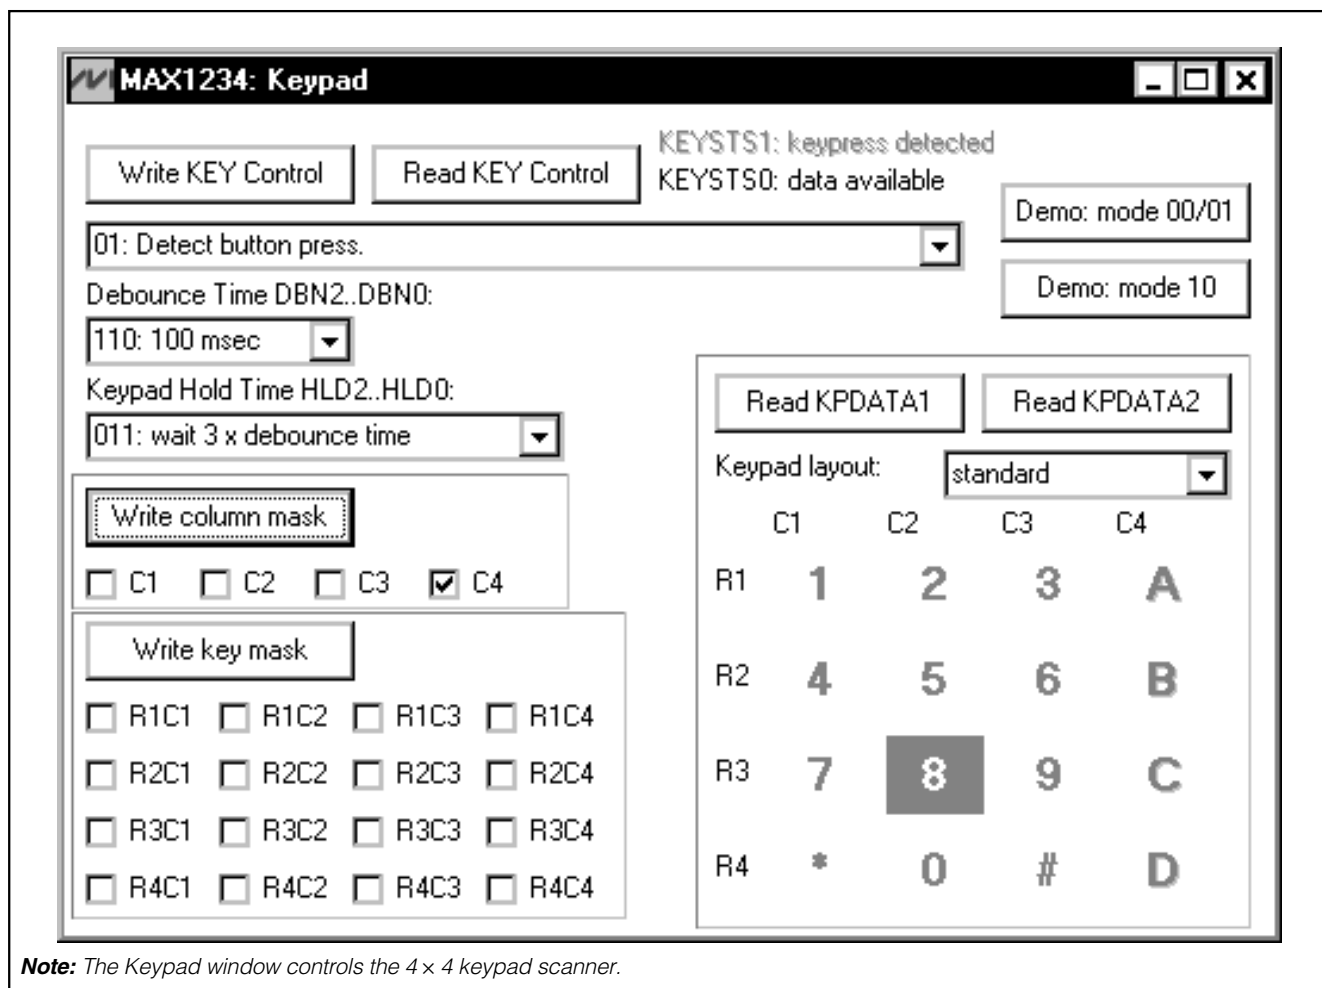 MAX1234: Keypad
Write KEY Control
Read KEY Control
KEYSTS1: keypress detected
KEYSTS0: data available
Demo: mode 00/01
01: Detect button press.
Demo: mode 10
Debounce Time DBN2..DBN0:
110: 100 msec
Keypad Hold Time HLD2..HLD0:
011: wait 3 x debounce time
Write column mask
C1 C2 C3 C4
Write key mask
R1C1 R1C2 R1C3 R1C4
R2C1 R2C2 R2C3 R2C4
R3C1 R3C2 R3C3 R3C4
R4C1 R4C2 R4C3 R4C4
Read KPDATA1
Read KPDATA2
Keypad layout: standard
C1 C2 C3 C4
R1 1 2 3 A
R2 4 5 6 B
R3 7 8 9 C
R4 * 0 # D
Note: The Keypad window controls the 4 × 4 keypad scanner.